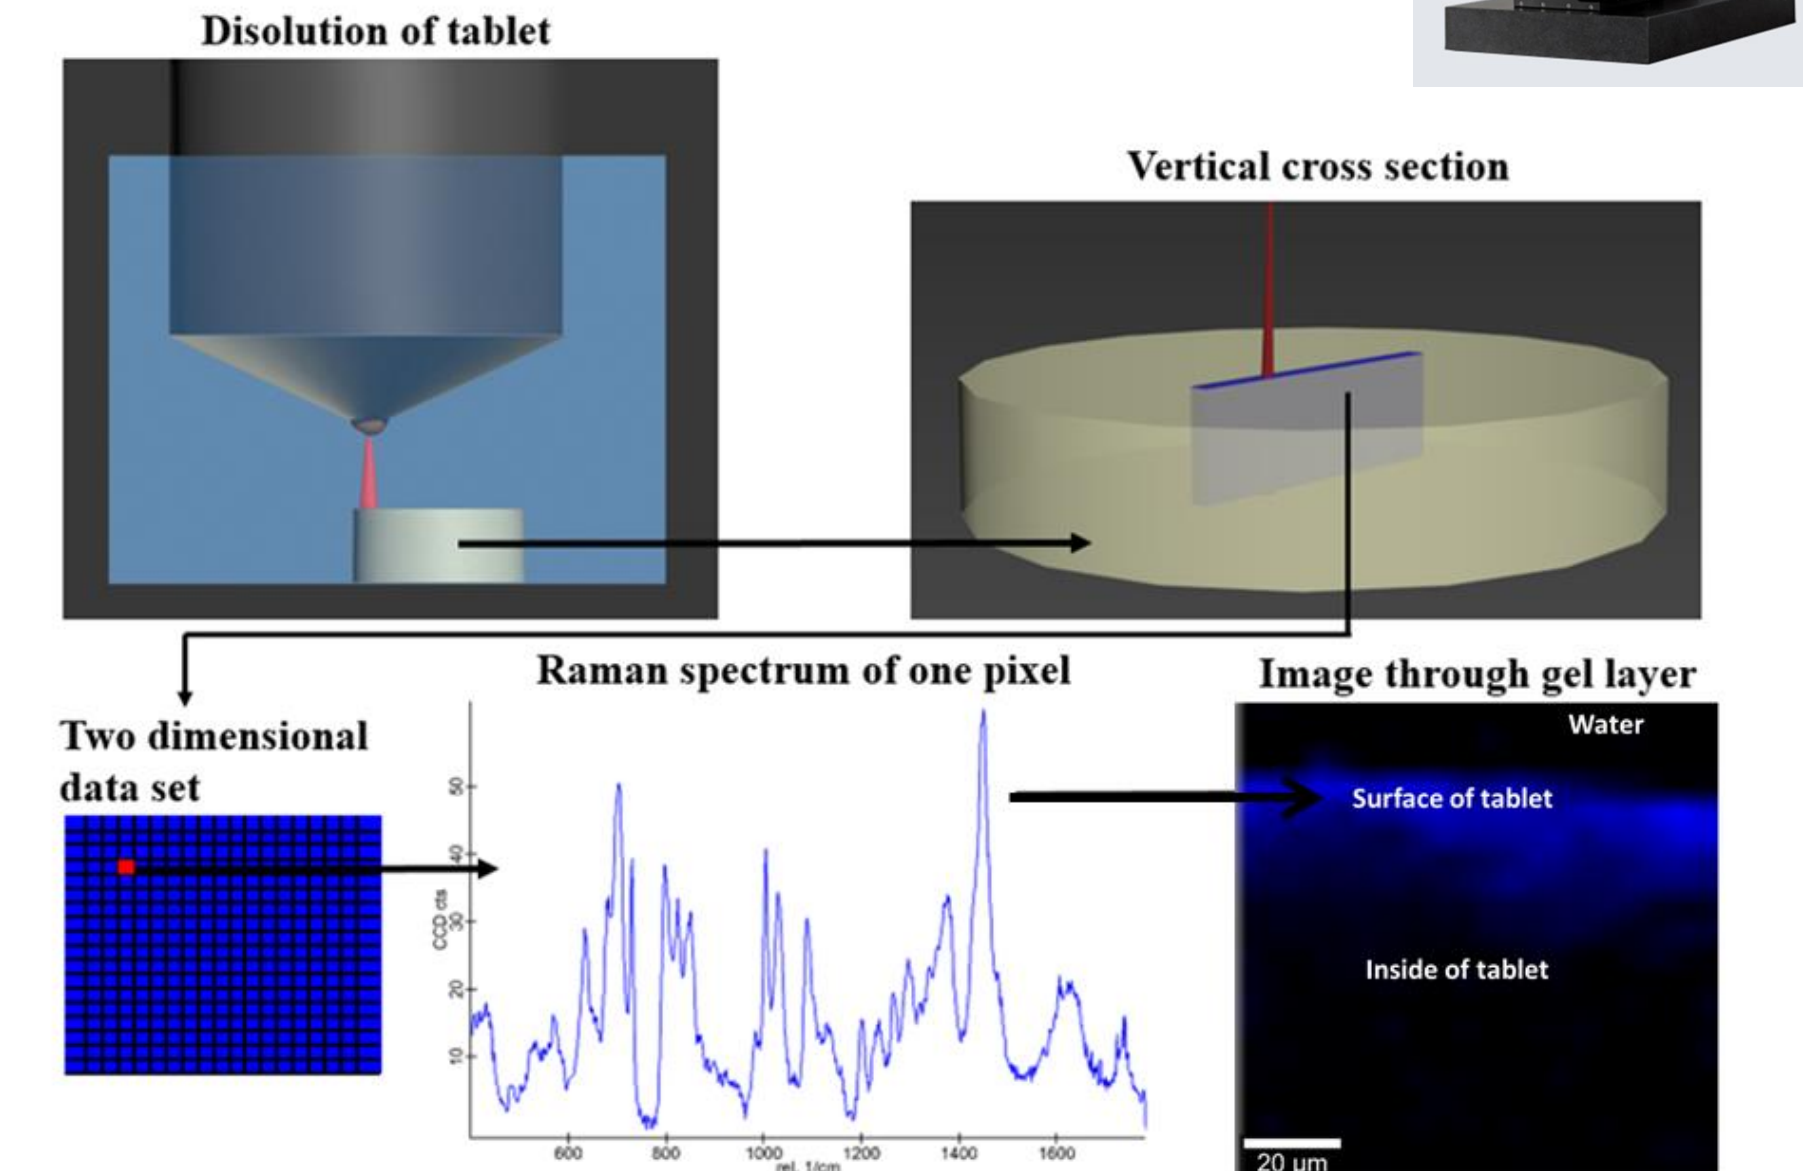 Disolution of tablet
Vertical cross section
Raman spectrum of one pixel
Image through gel layer
Two dimensional
data set
Water
Surface of tablet
Inside of tablet
20 µm
CCD cts
50
40
30
20
10
600 800 1000 1200 1400 1600
rel. 1/cm